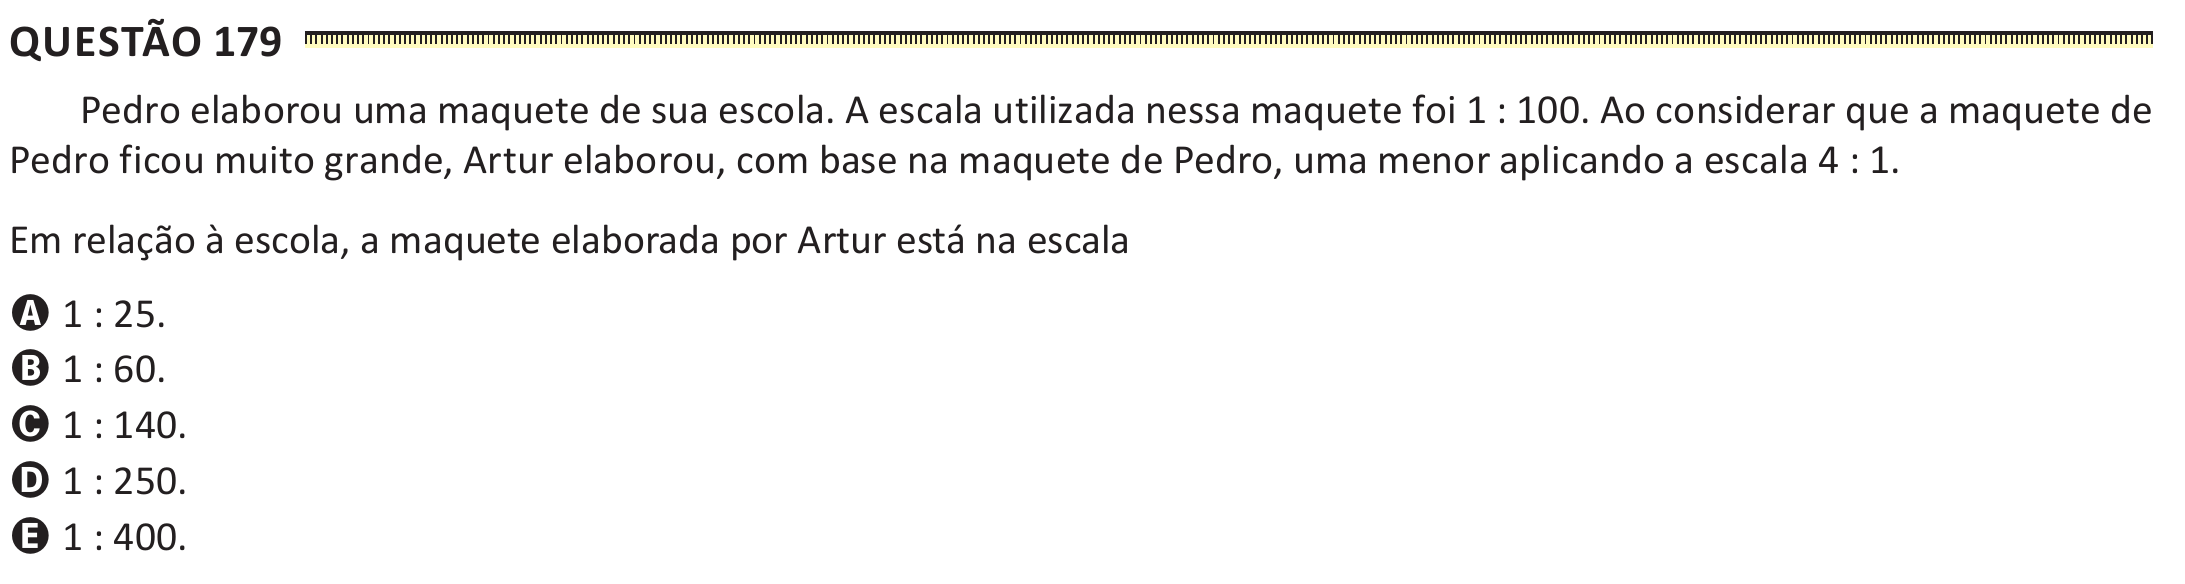 QUESTÃO 179
Pedro elaborou uma maquete de sua escola. A escala utilizada nessa maquete foi 1 : 100. Ao considerar que a maquete de
Pedro ficou muito grande, Artur elaborou, com base na maquete de Pedro, uma menor aplicando a escala 4 : 1.
Em relação à escola, a maquete elaborada por Artur está na escala
A 1 : 25.
B 1 : 60.
C 1 : 140.
D 1 : 250.
E 1 : 400.